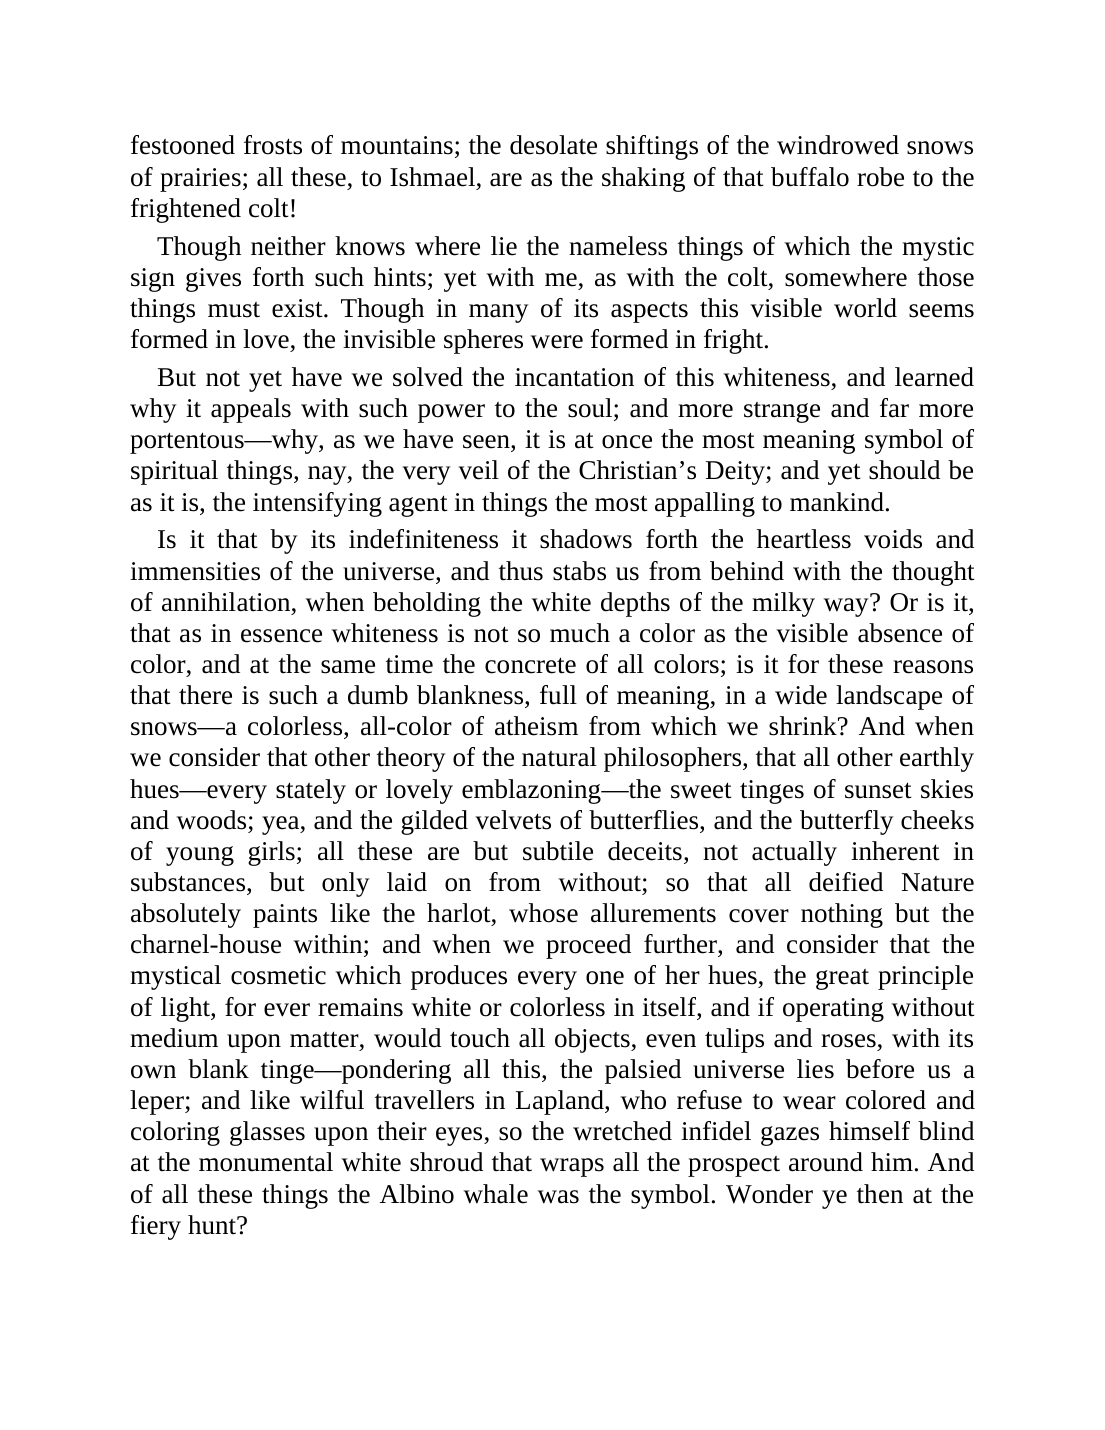 festooned frosts of mountains; the desolate shiftings of the windrowed snows
of prairies; all these, to Ishmael, are as the shaking of that buffalo robe to the
frightened colt!
Though neither knows where lie the nameless things of which the mystic
sign gives forth such hints; yet with me, as with the colt, somewhere those
things must exist. Though in many of its aspects this visible world seems
formed in love, the invisible spheres were formed in fright.
But not yet have we solved the incantation of this whiteness, and learned
why it appeals with such power to the soul; and more strange and far more
portentous—why, as we have seen, it is at once the most meaning symbol of
spiritual things, nay, the very veil of the Christian’s Deity; and yet should be
as it is, the intensifying agent in things the most appalling to mankind.
Is it that by its indefiniteness it shadows forth the heartless voids and
immensities of the universe, and thus stabs us from behind with the thought
of annihilation, when beholding the white depths of the milky way? Or is it,
that as in essence whiteness is not so much a color as the visible absence of
color, and at the same time the concrete of all colors; is it for these reasons
that there is such a dumb blankness, full of meaning, in a wide landscape of
snows—a colorless, all-color of atheism from which we shrink? And when
we consider that other theory of the natural philosophers, that all other earthly
hues—every stately or lovely emblazoning—the sweet tinges of sunset skies
and woods; yea, and the gilded velvets of butterflies, and the butterfly cheeks
of young girls; all these are but subtile deceits, not actually inherent in
substances, but only laid on from without; so that all deified Nature
absolutely paints like the harlot, whose allurements cover nothing but the
charnel-house within; and when we proceed further, and consider that the
mystical cosmetic which produces every one of her hues, the great principle
of light, for ever remains white or colorless in itself, and if operating without
medium upon matter, would touch all objects, even tulips and roses, with its
own blank tinge—pondering all this, the palsied universe lies before us a
leper; and like wilful travellers in Lapland, who refuse to wear colored and
coloring glasses upon their eyes, so the wretched infidel gazes himself blind
at the monumental white shroud that wraps all the prospect around him. And
of all these things the Albino whale was the symbol. Wonder ye then at the
fiery hunt?